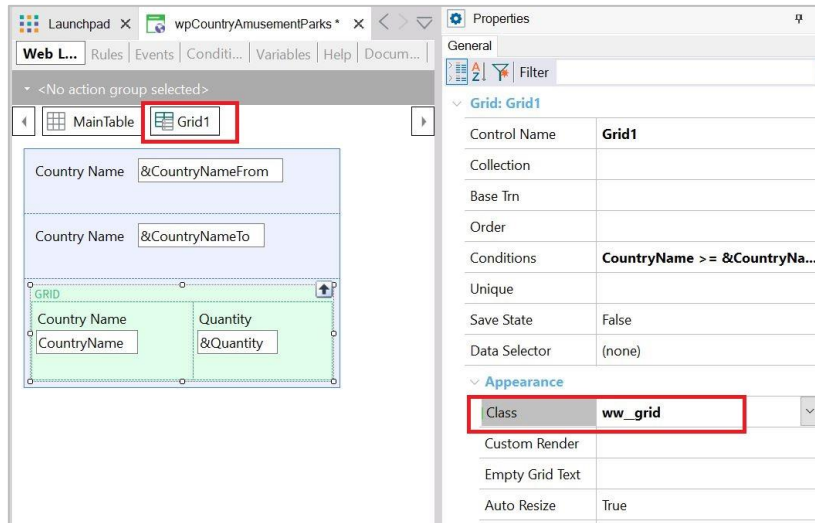 Launchpad X wpCountryAmusementParks * X
Web L... Rules Events Conditi... Variables Help Docum...
<No action group selected>
MainTable Grid1
Country Name &CountryNameFrom
Country Name &CountryNameTo
GRID
Country Name Quantity
CountryName &Quantity
Properties
General
Filter
Grid: Grid1
Control Name Grid1
Collection
Base Trn
Order
Conditions CountryName >= &CountryNa...
Unique
Save State False
Data Selector (none)
Appearance
Class ww__grid
Custom Render
Empty Grid Text
Auto Resize True